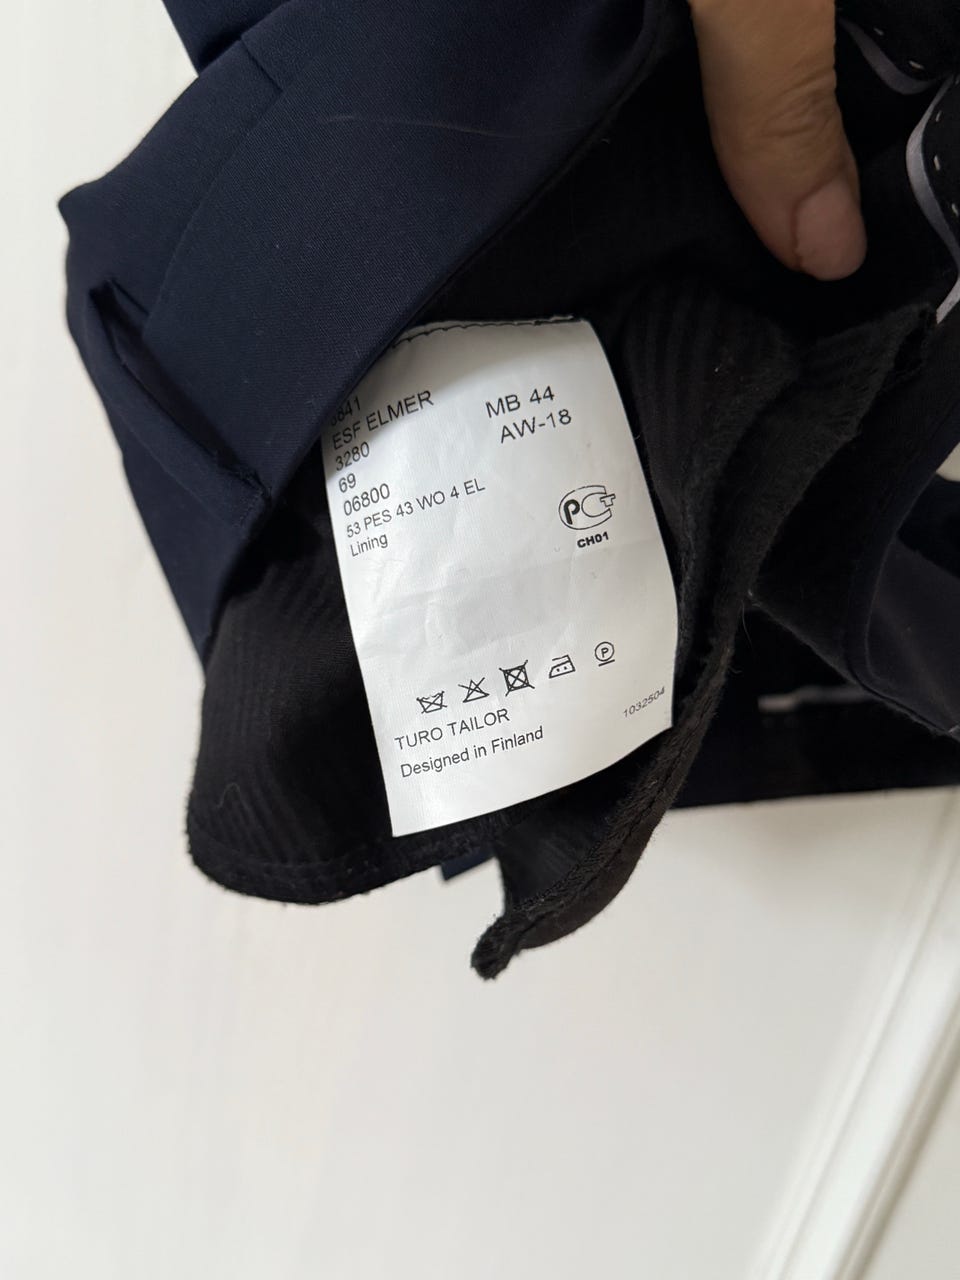 ESF ELMER
3280
69
06800
53 PES 43 WO 4 EL
Lining
MB 44
AW-18
PC
CH01
P
TURO TAILOR
Designed in Finland
1032504